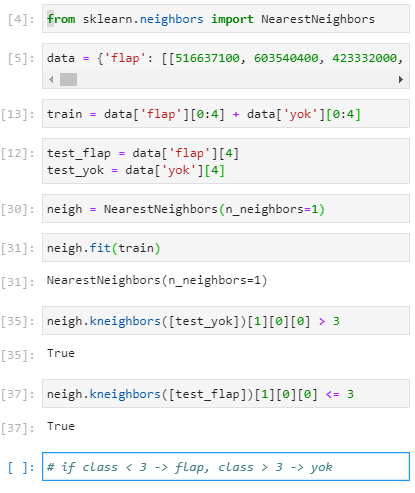 [4]: from sklearn.neighbors import NearestNeighbors
[5]: data = {'flap': [[516637100, 603540400, 423332000,
[13]: train = data['flap'][0:4] + data['yok'][0:4]
[12]: test_flap = data['flap'][4]
test_yok = data['yok'][4]
[30]: neigh = NearestNeighbors(n_neighbors=1)
[31]: neigh.fit(train)
[31]: NearestNeighbors(n_neighbors=1)
[35]: neigh.kneighbors([test_yok])[1][0][0] > 3
[35]: True
[37]: neigh.kneighbors([test_flap])[1][0][0] <= 3
[37]: True
[ ]: # if class < 3 -> flap, class > 3 -> yok